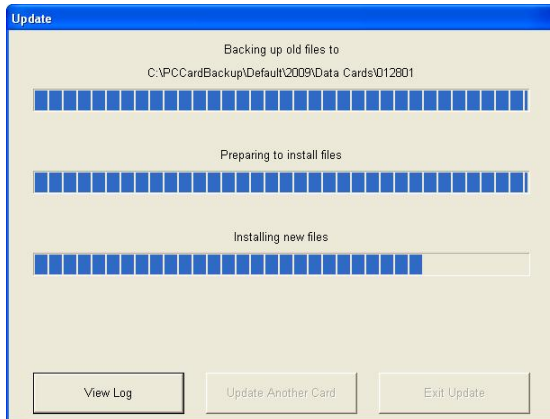 Update
Backing up old files to
C:\PCCardBackup\Default\2009\Data Cards\012801
Preparing to install files
Installing new files
View Log
Update Another Card
Exit Update